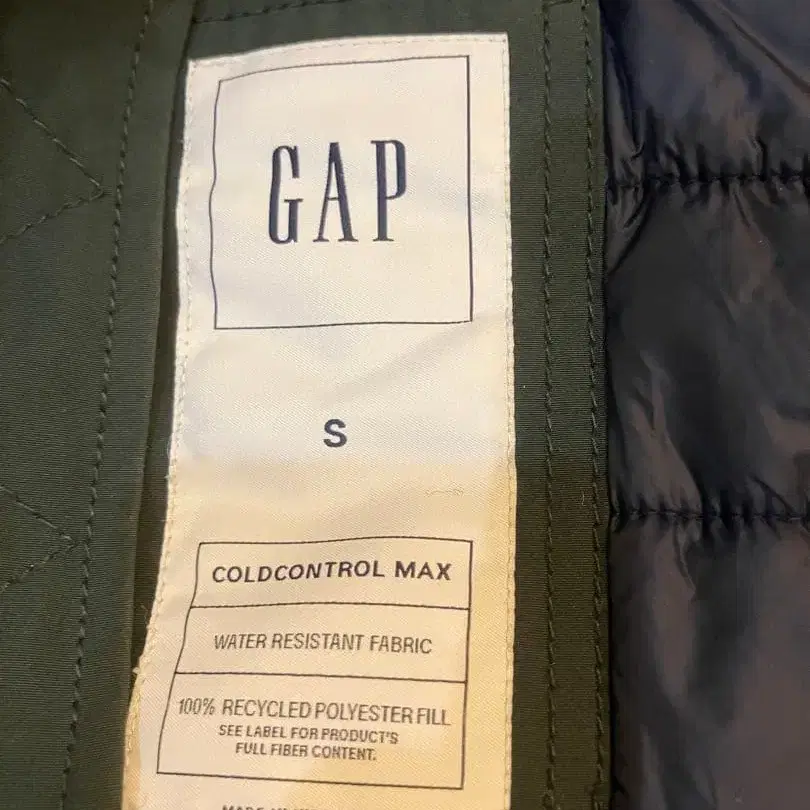 GAP
S
COLDCONTROL MAX
WATER RESISTANT FABRIC
100% RECYCLED POLYESTER FILL
SEE LABEL FOR PRODUCT'S
FULL FIBER CONTENT.